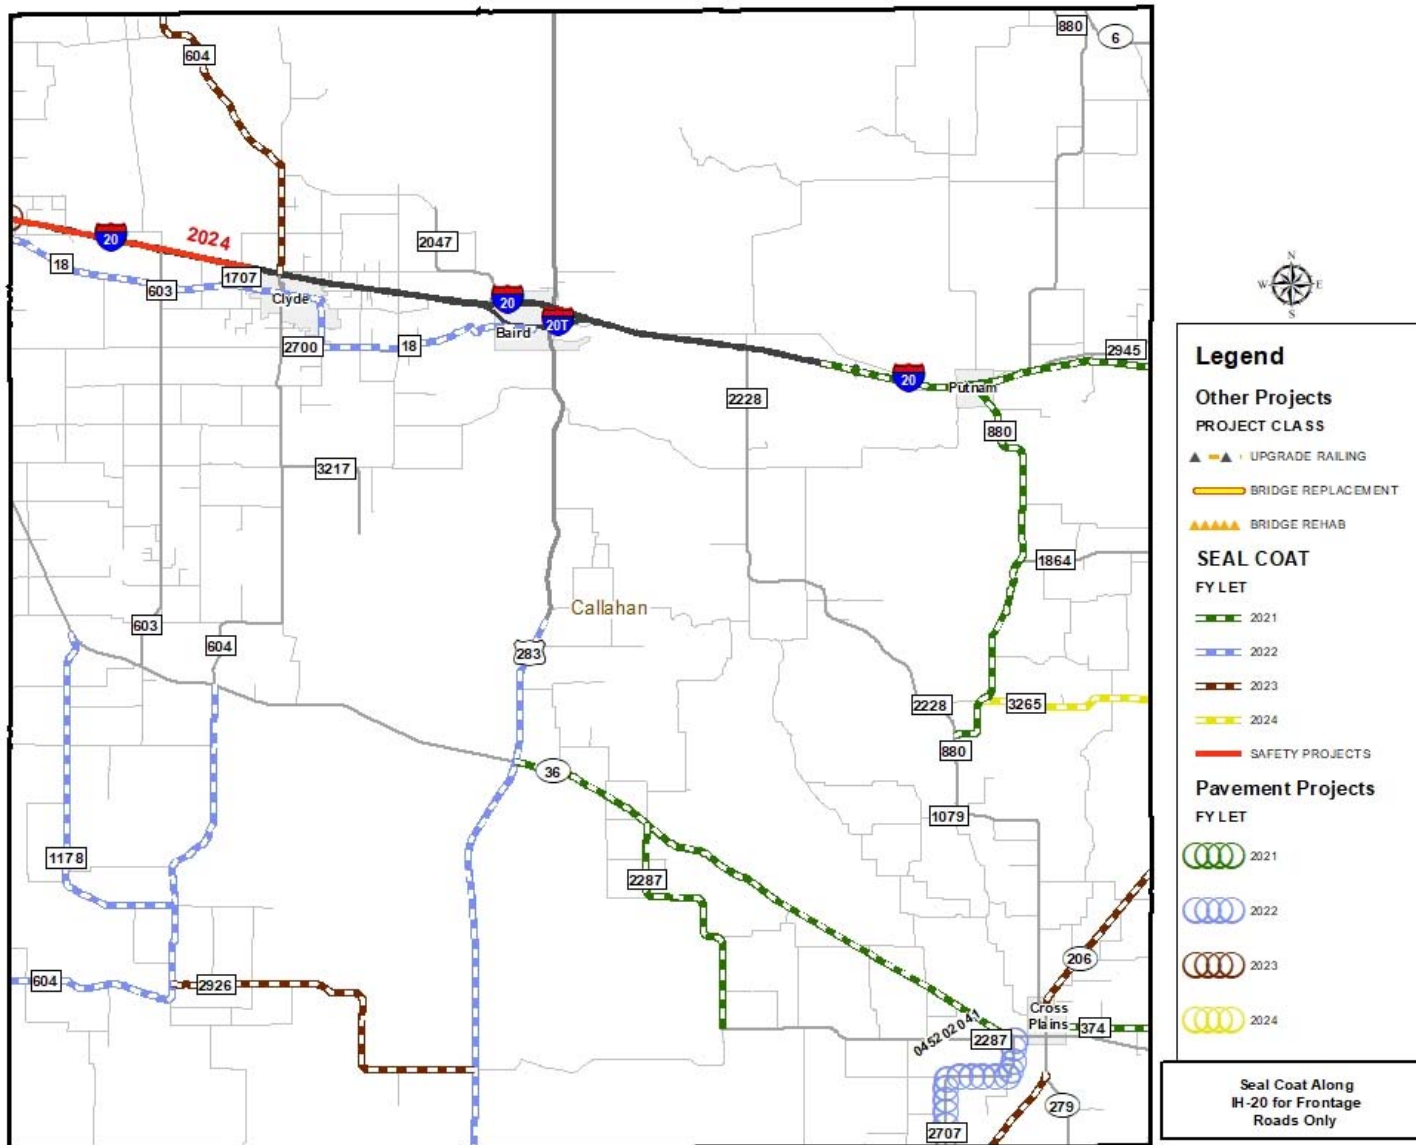 880
6
604
2024
20
2047
18
603
1707
Clyde
20
20T
Baird
2700
18
20
Putnam
2945
2228
880
3217
1864
Callahan
603
604
283
2228
3265
880
36
1079
1178
2287
206
604
2926
Cross
Plains
045202041
2287
374
279
2707
N
W
E
S
Legend
Other Projects
PROJECT CLASS
UPGRADE RAILING
BRIDGE REPLACEMENT
BRIDGE REHAB
SEAL COAT
FY LET
2021
2022
2023
2024
SAFETY PROJECTS
Pavement Projects
FY LET
2021
2022
2023
2024
Seal Coat Along
IH-20 for Frontage
Roads Only